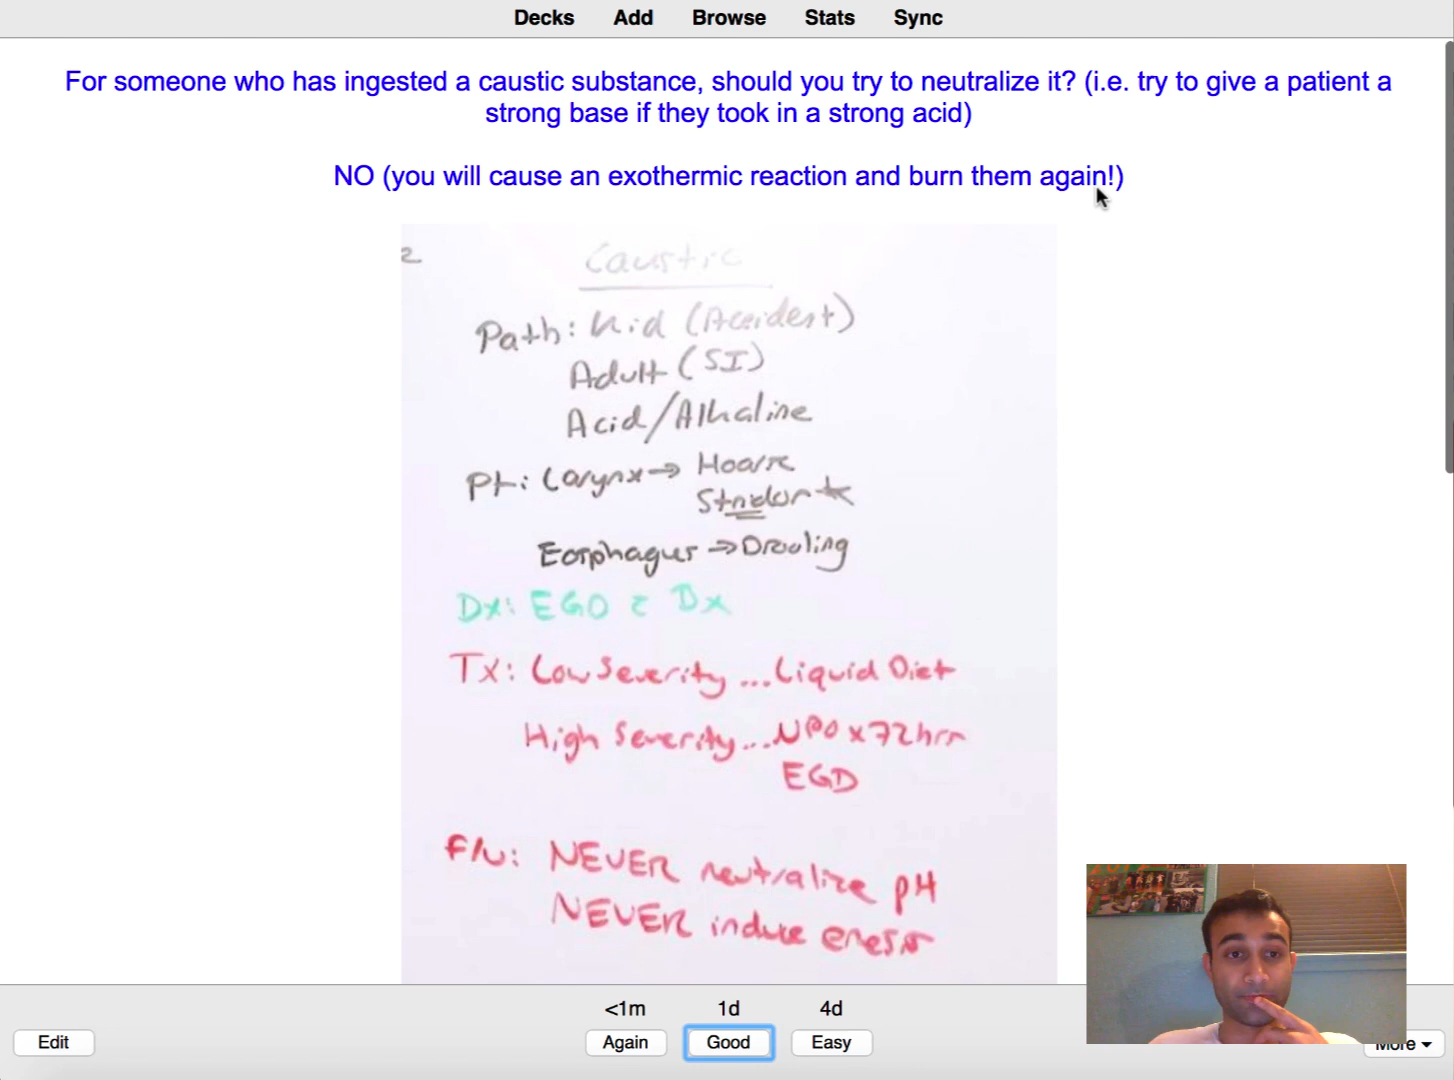 Decks Add Browse Stats Sync
For someone who has ingested a caustic substance, should you try to neutralize it? (i.e. try to give a patient a
strong base if they took in a strong acid)
NO (you will cause an exothermic reaction and burn them again!)
2
Caustic
Path: Kid (Accident)
Adult (SI)
Acid/Alkaline
Pt: Larynx → Hoarse
Stridor *
Esophagus → Drooling
Dx: EGD c Bx
Tx: Low Severity ... Liquid Diet
High Severity ... NPO x 72hrs
EGD
F/u: NEVER neutralize pH
NEVER induce emesis
<1m 1d 4d
Edit Again Good Easy More